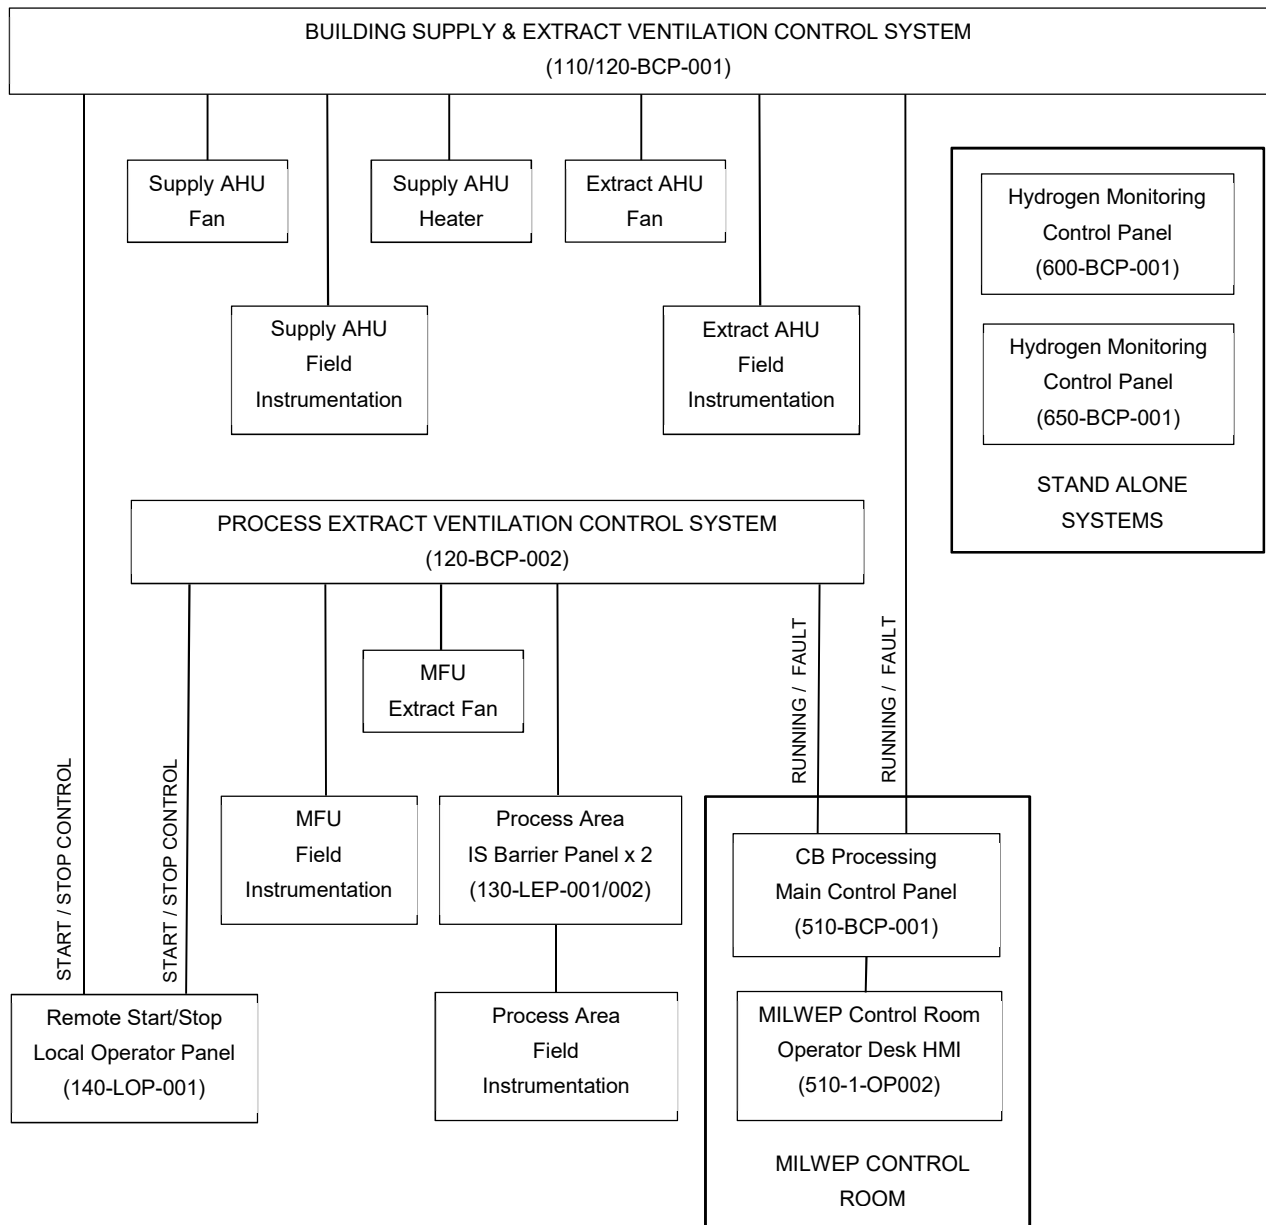 BUILDING SUPPLY & EXTRACT VENTILATION CONTROL SYSTEM
(110/120-BCP-001)
Supply AHU
Fan
Supply AHU
Heater
Extract AHU
Fan
Hydrogen Monitoring
Control Panel
(600-BCP-001)
Supply AHU
Field
Instrumentation
Extract AHU
Field
Instrumentation
Hydrogen Monitoring
Control Panel
(650-BCP-001)
STAND ALONE
SYSTEMS
PROCESS EXTRACT VENTILATION CONTROL SYSTEM
(120-BCP-002)
MFU
Extract Fan
RUNNING / FAULT
RUNNING / FAULT
START / STOP CONTROL
START / STOP CONTROL
MFU
Field
Instrumentation
Process Area
IS Barrier Panel x 2
(130-LEP-001/002)
CB Processing
Main Control Panel
(510-BCP-001)
Remote Start/Stop
Local Operator Panel
(140-LOP-001)
Process Area
Field
Instrumentation
MILWEP Control Room
Operator Desk HMI
(510-1-OP002)
MILWEP CONTROL
ROOM